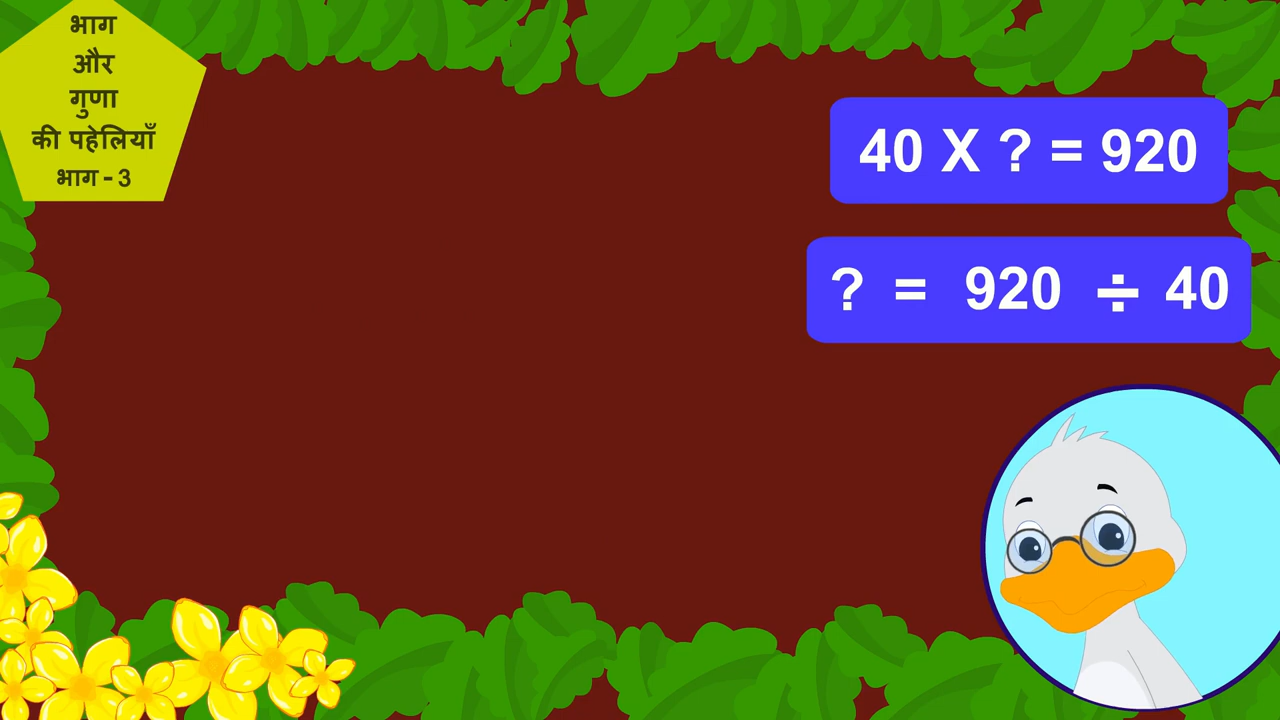 भाग
और
गुणा
की पहेलियाँ
भाग - 3
40 X ? = 920
? = 920 ÷ 40